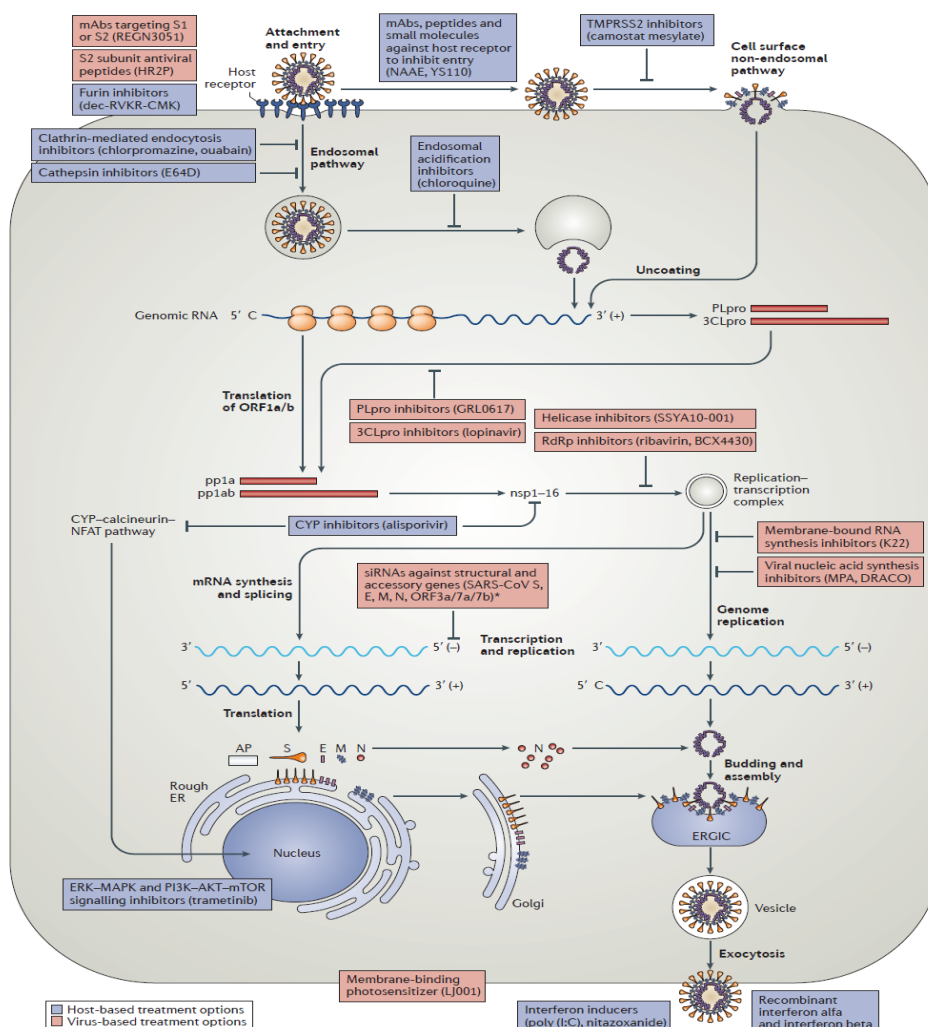 mAbs targeting S1
or S2 (REGN3051)
S2 subunit antiviral
peptides (HR2P)
Furin inhibitors
(dec-RVKR-CMK)
Attachment
and entry
Host
receptor
mAbs, peptides and
small molecules
against host receptor
to inhibit entry
(NAAE, YS110)
TMPRSS2 inhibitors
(camostat mesylate)
Cell surface
non-endosomal
pathway
Clathrin-mediated endocytosis
inhibitors (chlorpromazine, ouabain)
Cathepsin inhibitors (E64D)
Endosomal
pathway
Endosomal
acidification
inhibitors
(chloroquine)
Uncoating
Genomic RNA
5′ C
3′ (+)
PLpro
3CLpro
Translation
of ORF1a/b
PLpro inhibitors (GRL0617)
3CLpro inhibitors (lopinavir)
Helicase inhibitors (SSYA10-001)
RdRp inhibitors (ribavirin, BCX4430)
pp1a
pp1ab
nsp1–16
Replication–
transcription
complex
CYP–calcineurin–
NFAT pathway
CYP inhibitors (alisporivir)
Membrane-bound RNA
synthesis inhibitors (K22)
Viral nucleic acid synthesis
inhibitors (MPA, DRACO)
mRNA synthesis
and splicing
siRNAs against structural and
accessory genes (SARS-CoV S,
E, M, N, ORF3a/7a/7b)*
Genome
replication
3′
5′ (–)
Transcription
and replication
3′
5′ (–)
5′
3′ (+)
5′ C
3′ (+)
Translation
AP
S
E
M
N
N
Budding and
assembly
Rough
ER
Nucleus
Golgi
ERGIC
ERK–MAPK and PI3K–AKT–mTOR
signalling inhibitors (trametinib)
Vesicle
Exocytosis
Membrane-binding
photosensitizer (LJ001)
Interferon inducers
(poly (I:C), nitazoxanide)
Recombinant
interferon alfa
and interferon beta
Host-based treatment options
Virus-based treatment options